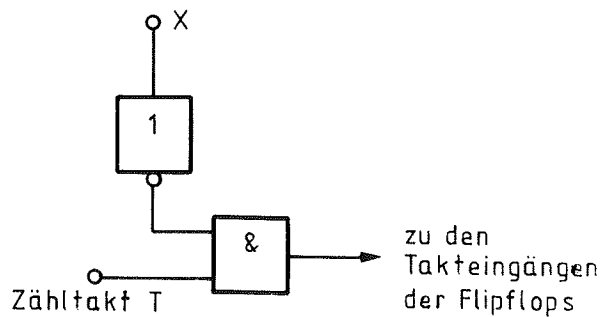 X
1
&
zu den
Takteingängen
der Flipflops
Zähltakt T